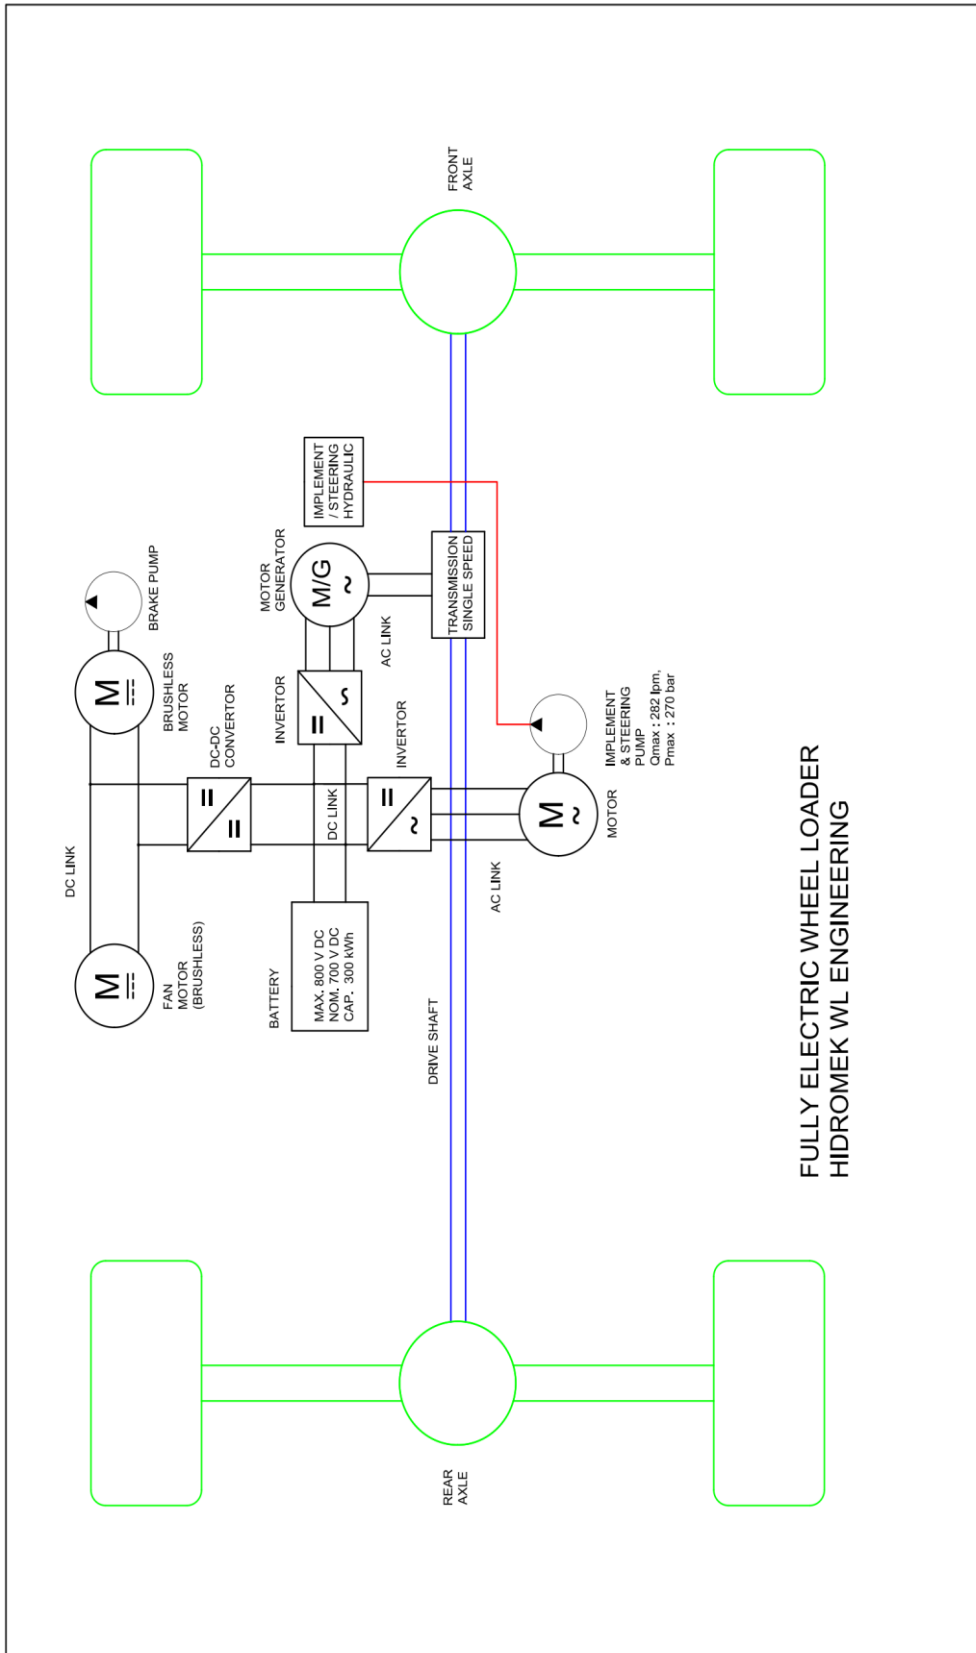 DC LINK
FAN
MOTOR
(BRUSHLESS)
M
M
BRUSHLESS
MOTOR
BRAKE PUMP
DC-DC
CONVERTOR
=
=
BATTERY
MAX. 800 V DC
NOM. 700 V DC
CAP. 300 kWh
DC LINK
INVERTOR
=
~
MOTOR
GENERATOR
M/G
~
IMPLEMENT
/ STEERING
HYDRAULIC
INVERTOR
~
=
AC LINK
TRANSMISSION
SINGLE SPEED
FRONT
AXLE
REAR
AXLE
DRIVE SHAFT
AC LINK
M
~
MOTOR
IMPLEMENT
& STEERING
PUMP
Qmax : 282 lpm,
Pmax : 270 bar
FULLY ELECTRIC WHEEL LOADER
HIDROMEK WL ENGINEERING